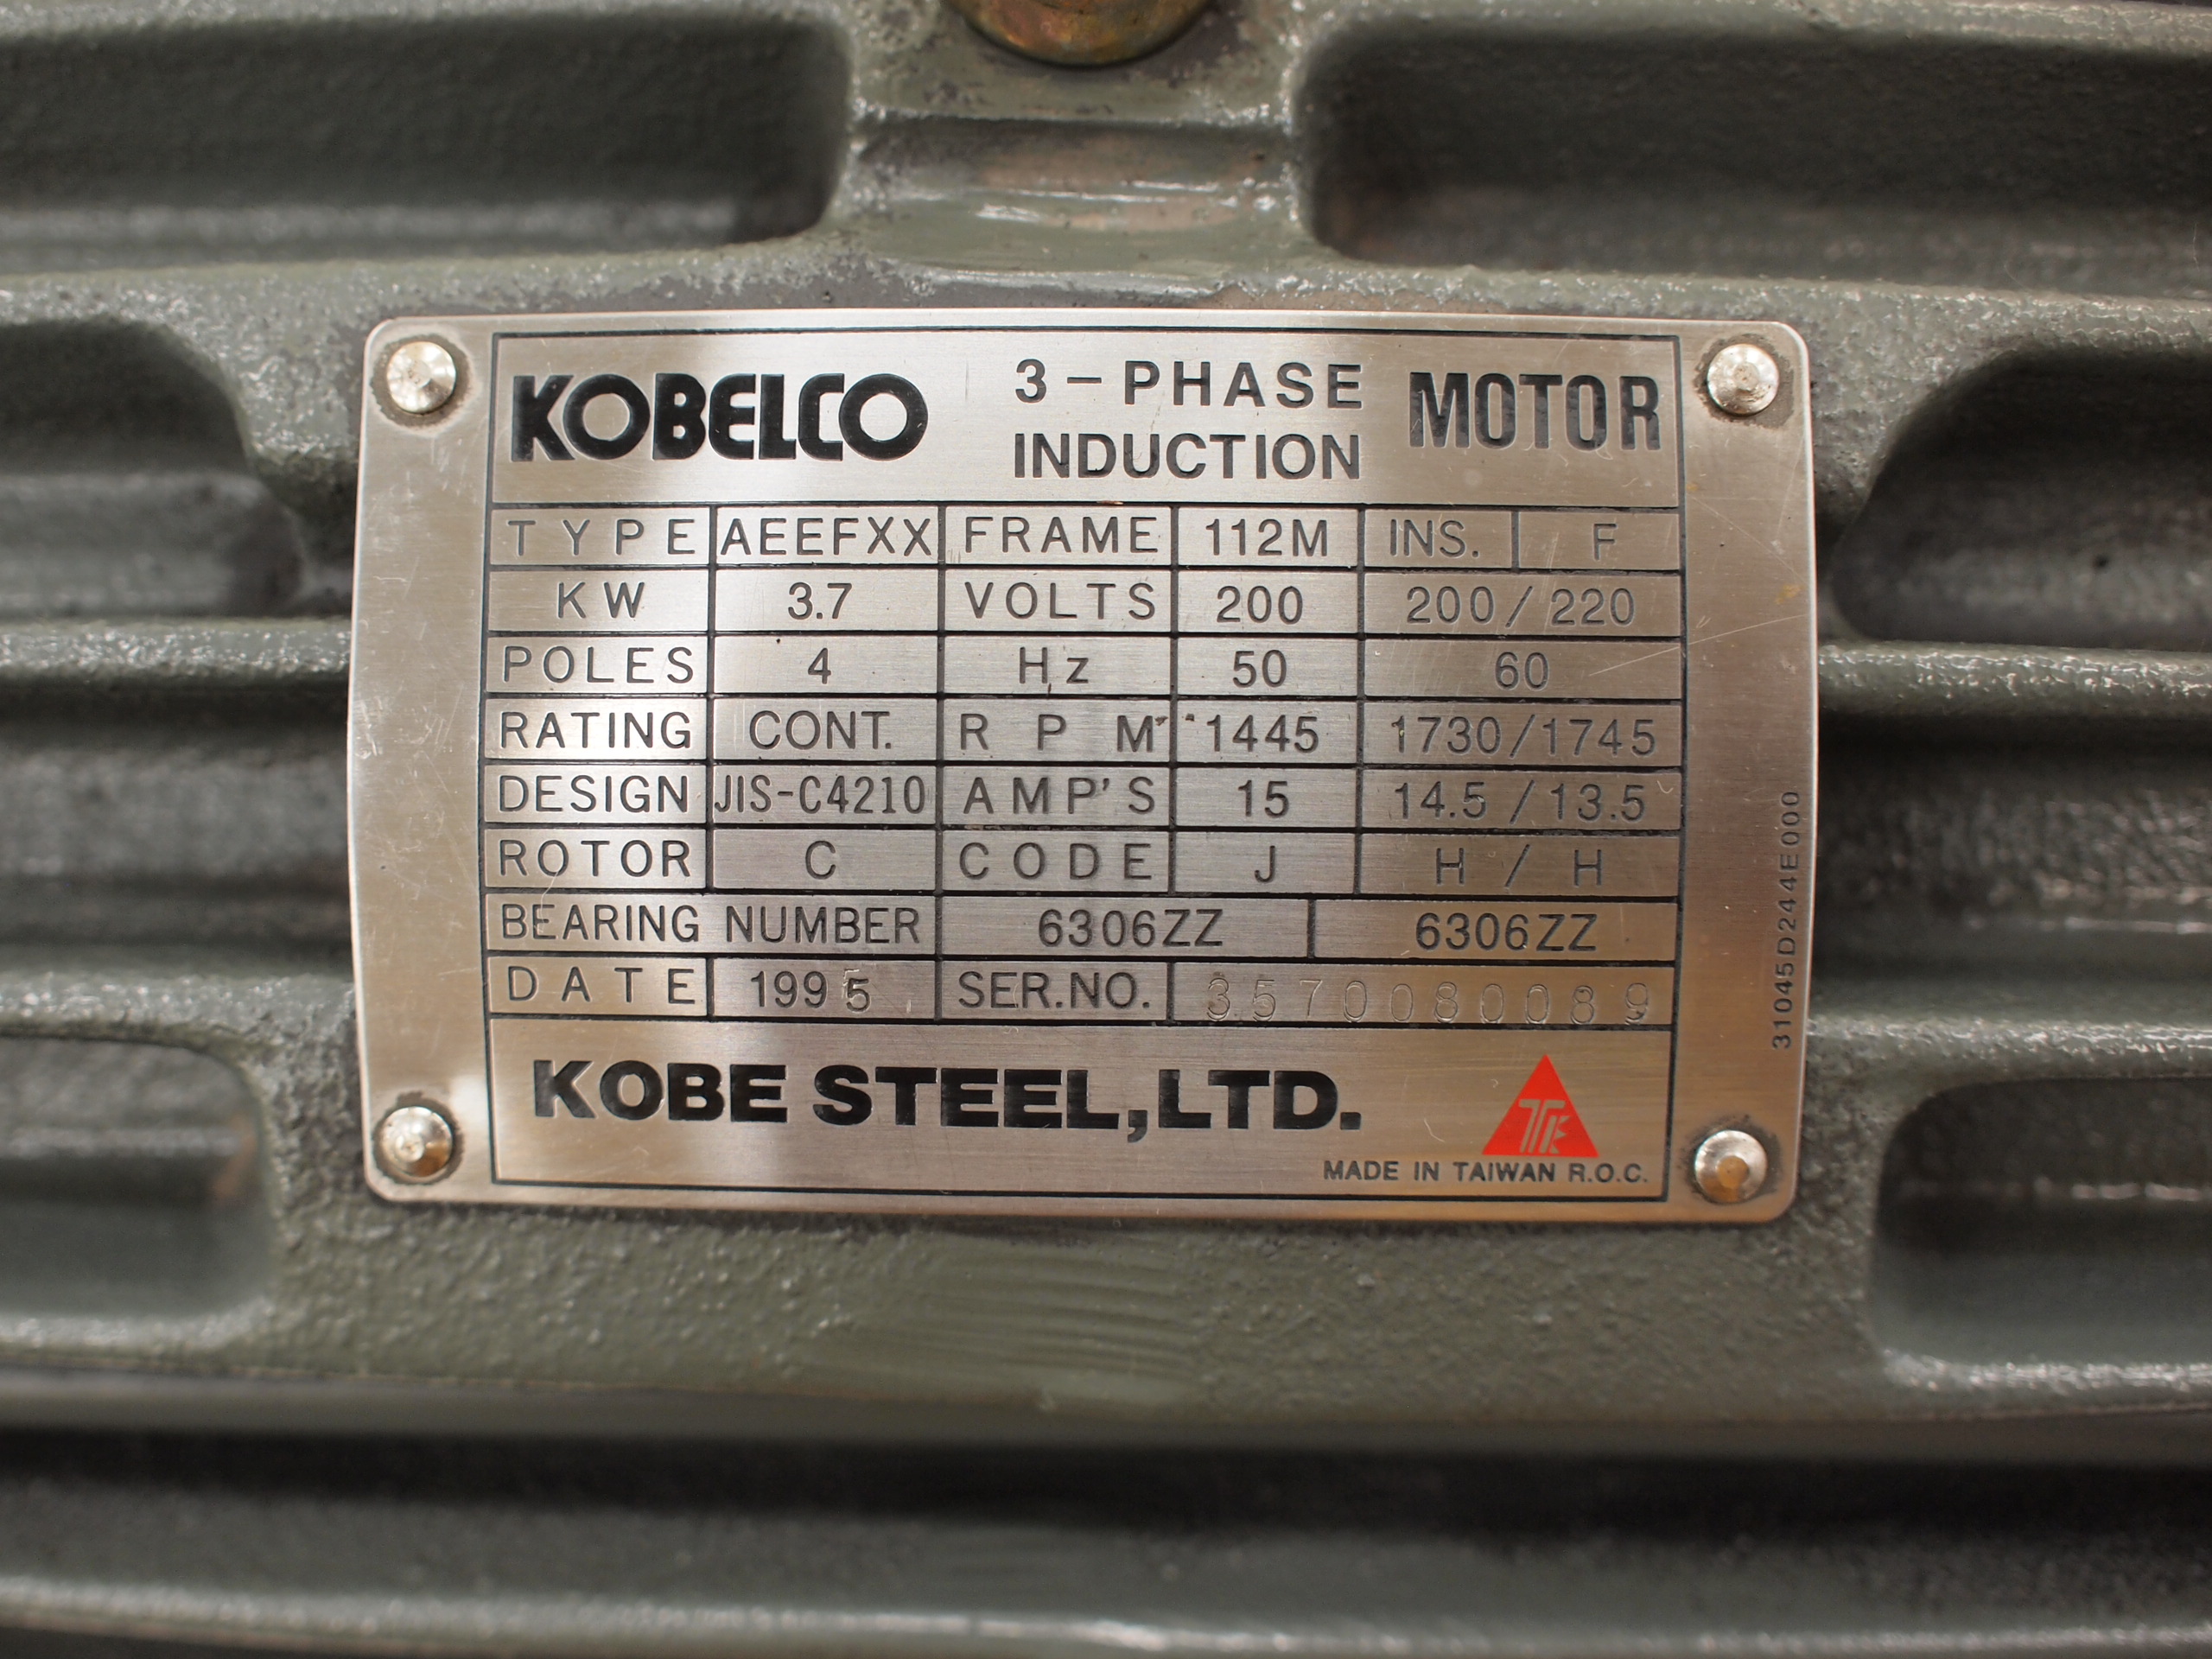 KOBELCO 3-PHASE INDUCTION MOTOR
TYPE AEEFXX FRAME 112M INS. F
KW 3.7 VOLTS 200 200/220
POLES 4 Hz 50 60
RATING CONT. RPM 1445 1730/1745
DESIGN JIS-C4210 AMP'S 15 14.5/13.5
ROTOR C CODE J H/H
BEARING NUMBER 6306ZZ 6306ZZ
DATE 1995 SER.NO. 3570080089
KOBE STEEL,LTD.
TE
MADE IN TAIWAN R.O.C.
31045D244E000